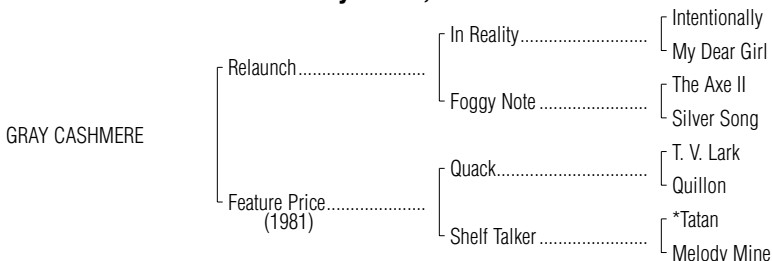 Intentionally
In Reality..............................
My Dear Girl
Relaunch..............................
The Axe II
Foggy Note .........................
Silver Song
GRAY CASHMERE
T. V. Lark
Quack...................................
Quillon
Feature Price.......................
(1981)
*Tatan
Shelf Talker .........................
Melody Mine